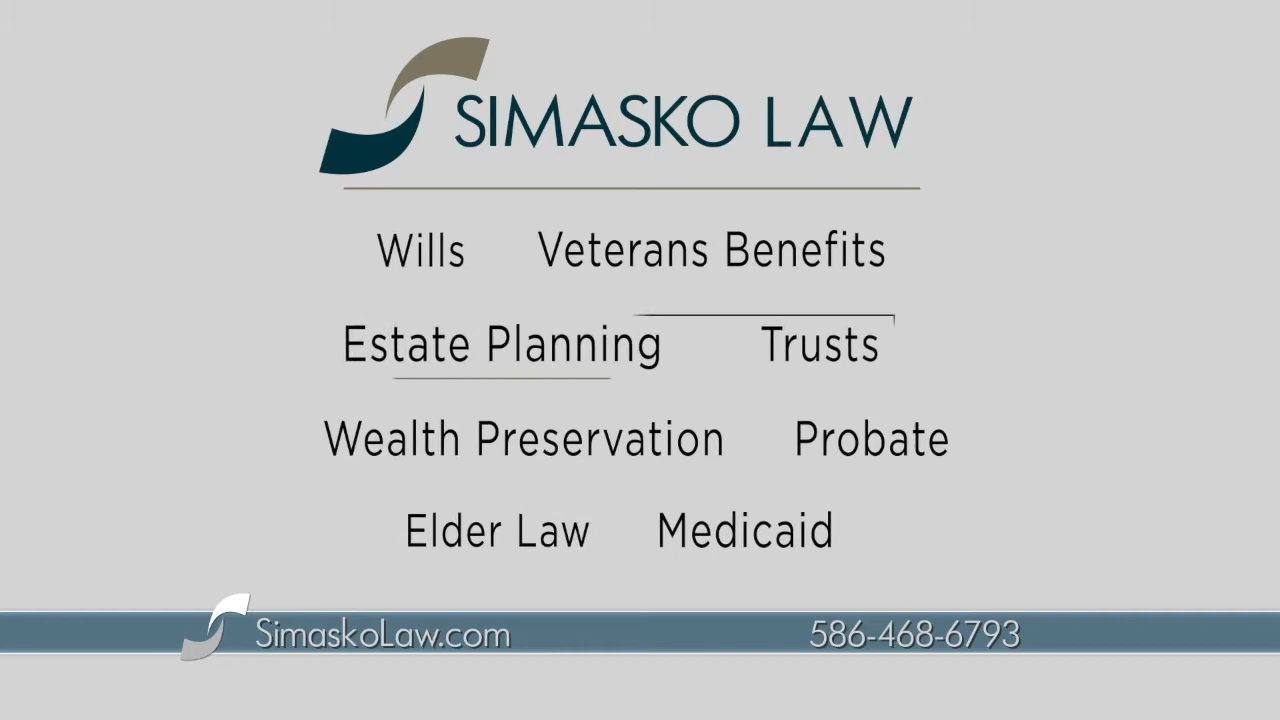 SIMASKO LAW
Wills Veterans Benefits
Estate Planning Trusts
Wealth Preservation Probate
Elder Law Medicaid
SimaskoLaw.com 586-468-6793